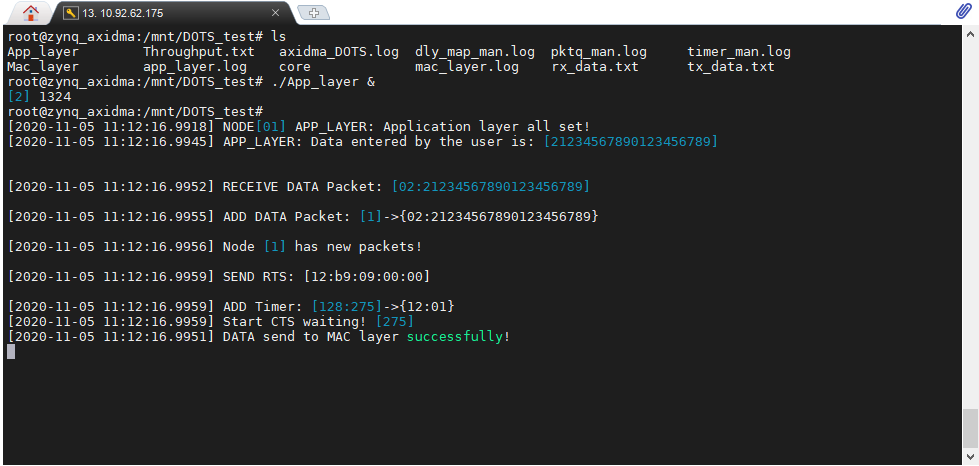 13. 10.92.62.175
root@zynq_axidma:/mnt/DOTS_test# ls
App_layer        Throughput.txt   axidma_DOTS.log  dly_map_man.log  pktq_man.log     timer_man.log
Mac_layer        app_layer.log    core             mac_layer.log    rx_data.txt      tx_data.txt
root@zynq_axidma:/mnt/DOTS_test# ./App_layer &
[2] 1324
root@zynq_axidma:/mnt/DOTS_test#
[2020-11-05 11:12:16.9918] NODE[01] APP_LAYER: Application layer all set!
[2020-11-05 11:12:16.9945] APP_LAYER: Data entered by the user is: [21234567890123456789]
[2020-11-05 11:12:16.9952] RECEIVE DATA Packet: [02:21234567890123456789]
[2020-11-05 11:12:16.9955] ADD DATA Packet: [1]->{02:21234567890123456789}
[2020-11-05 11:12:16.9956] Node [1] has new packets!
[2020-11-05 11:12:16.9959] SEND RTS: [12:b9:09:00:00]
[2020-11-05 11:12:16.9959] ADD Timer: [128:275]->{12:01}
[2020-11-05 11:12:16.9959] Start CTS waiting! [275]
[2020-11-05 11:12:16.9951] DATA send to MAC layer successfully!